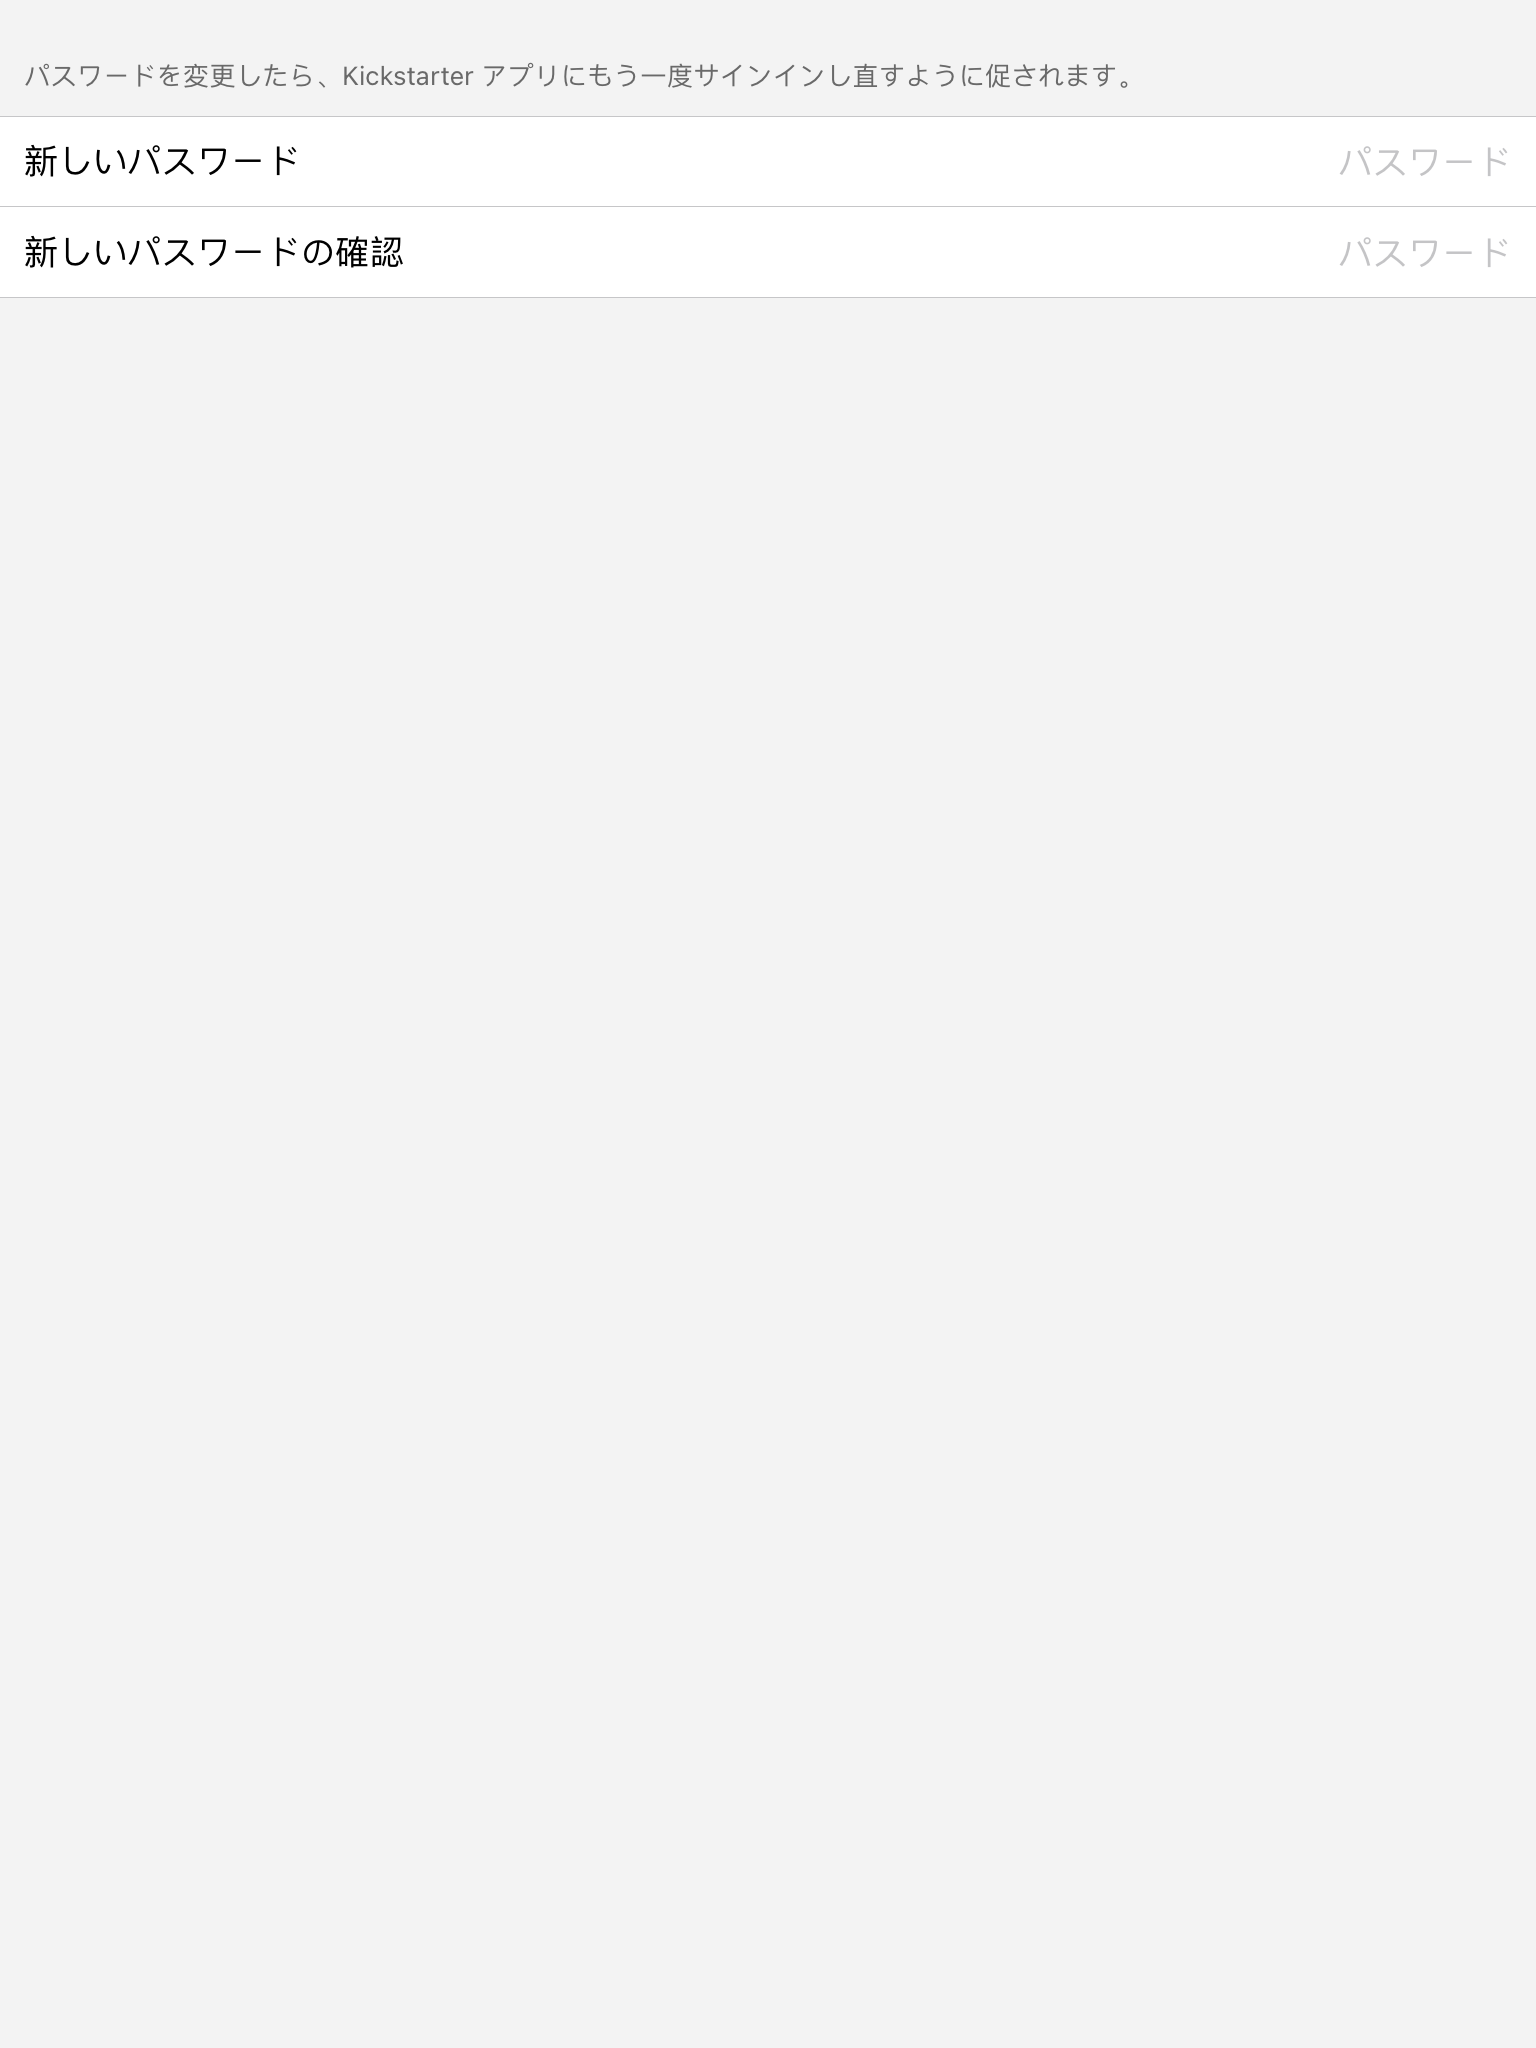 パスワードを変更したら、Kickstarter アプリにもう一度サインインし直すように促されます。
新しいパスワード パスワード
新しいパスワードの確認 パスワード